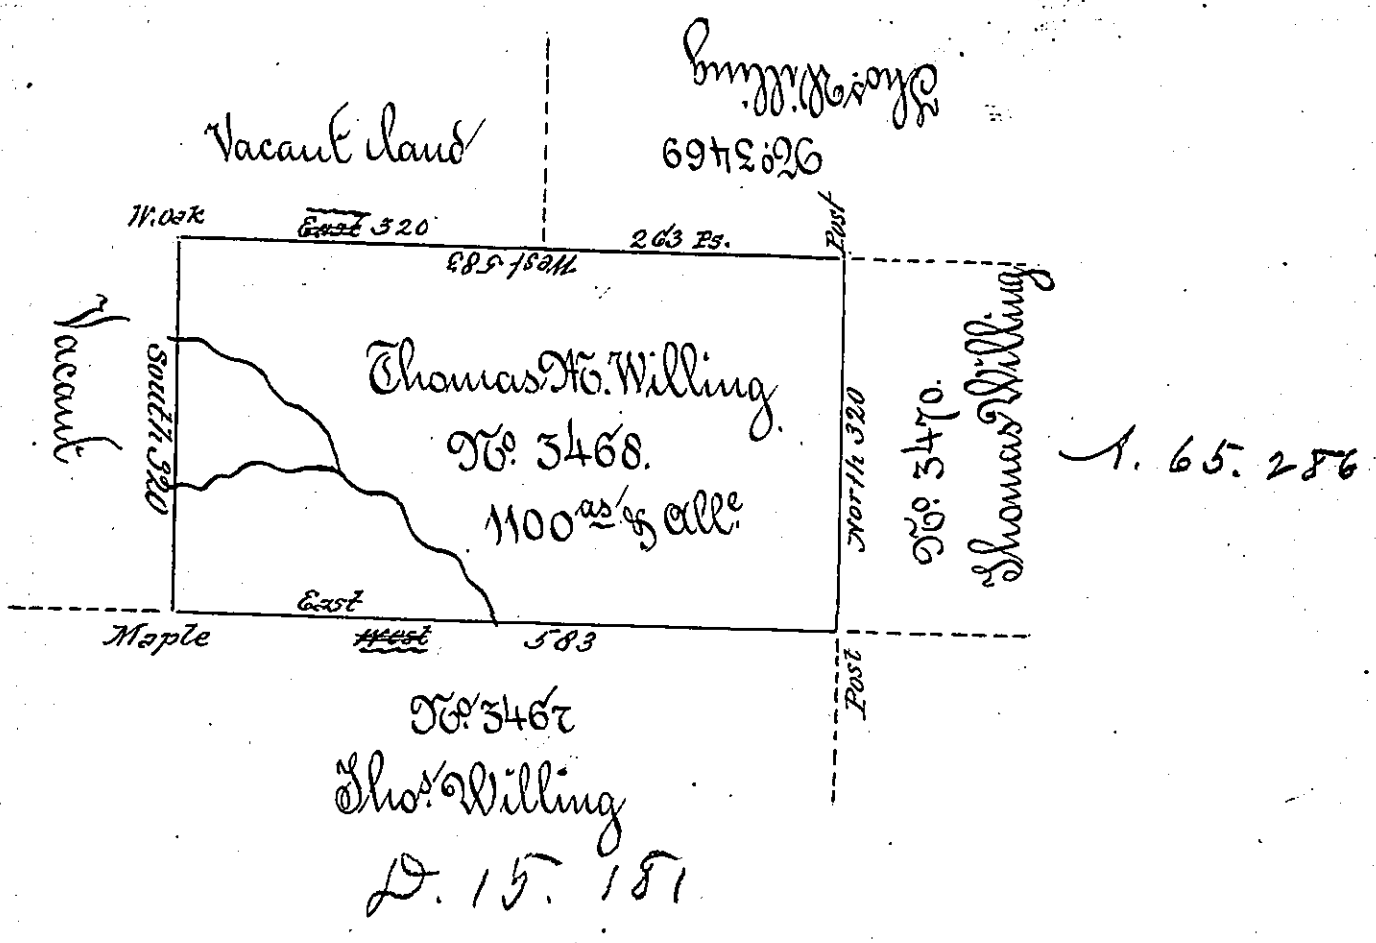 Thos. Willing
No. 3469
Vacant Land
W. Oak
East 320
263 Ps.
Post
West 583
Vacant
South 320
Thomas M. Willing
No. 3468.
1100 as & Alle.
North 320
No. 3470.
Thomas Willing
1. 65. 286
East
Maple
West
583
Post
No. 3467
Thos. Willing
D. 15. 181